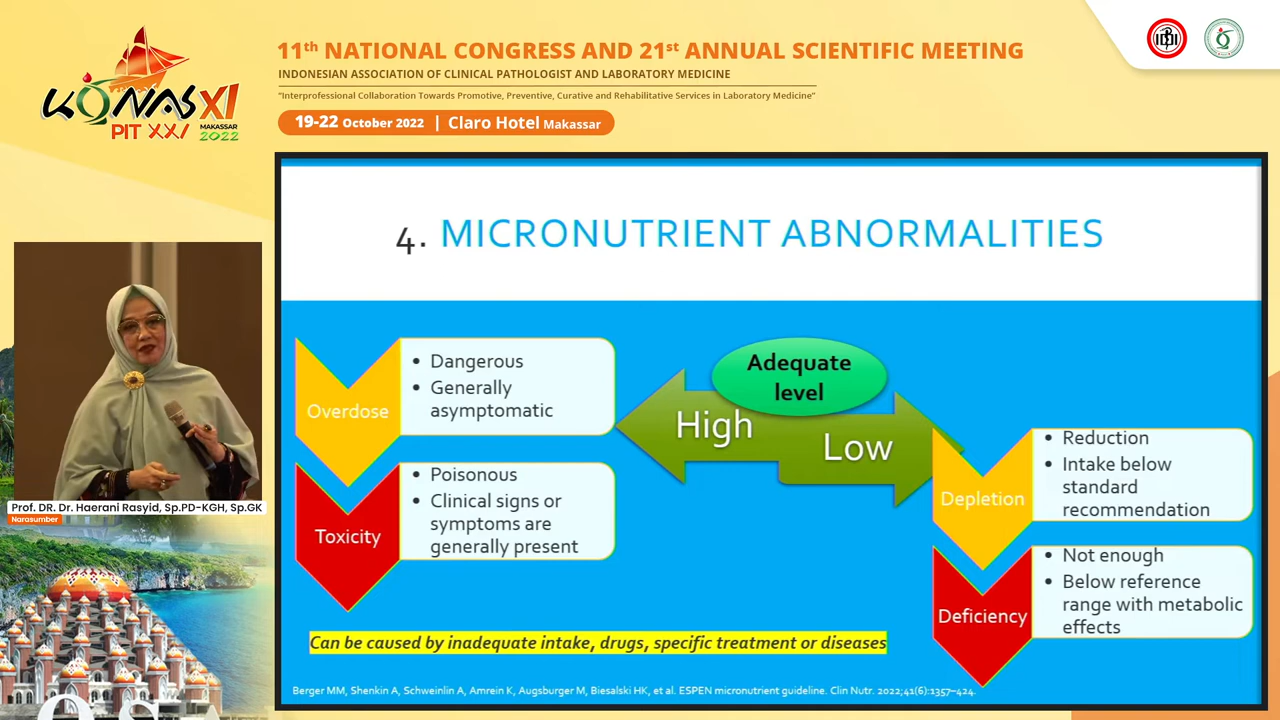 11th NATIONAL CONGRESS AND 21st ANNUAL SCIENTIFIC MEETING
INDONESIAN ASSOCIATION OF CLINICAL PATHOLOGIST AND LABORATORY MEDICINE
"Interprofessional Collaboration Towards Promotive, Preventive, Curative and Rehabilitative Services in Laboratory Medicine"
19-22 October 2022 | Claro Hotel Makassar
KONAS XI
PIT XXI
MAKASSAR
2022
4. MICRONUTRIENT ABNORMALITIES
Overdose
• Dangerous
• Generally
asymptomatic
Toxicity
• Poisonous
• Clinical signs or
symptoms are
generally present
Adequate
level
High
Low
Depletion
• Reduction
• Intake below
standard
recommendation
Deficiency
• Not enough
• Below reference
range with metabolic
effects
Can be caused by inadequate intake, drugs, specific treatment or diseases
Berger MM, Shenkin A, Schweinlin A, Amrein K, Augsburger M, Biesalski HK, et al. ESPEN micronutrient guideline. Clin Nutr. 2022;41(6):1357–424.
Prof. DR. Dr. Haerani Rasyid, Sp.PD-KGH, Sp.GK
Narasumber